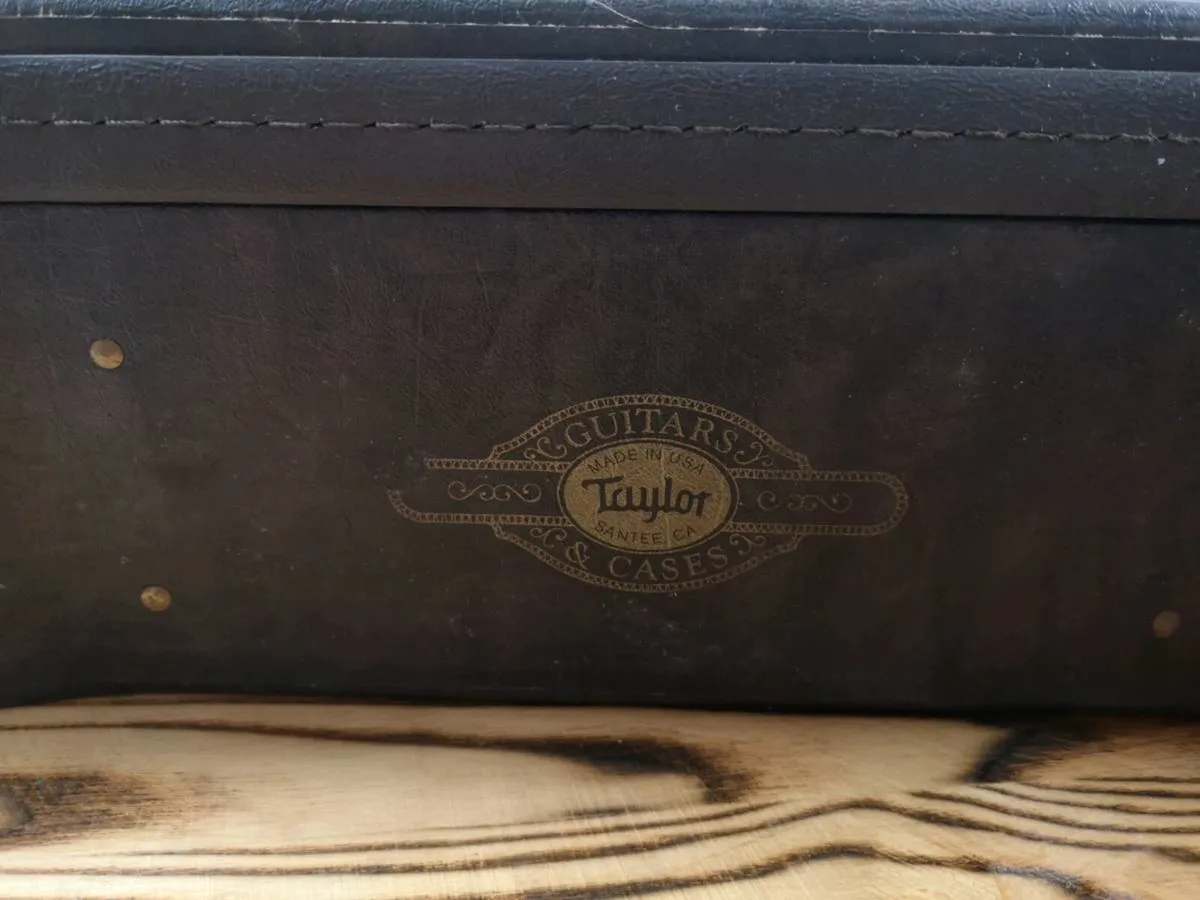 GUITARS
MADE IN USA
Taylor
SANTEE, CA
& CASES